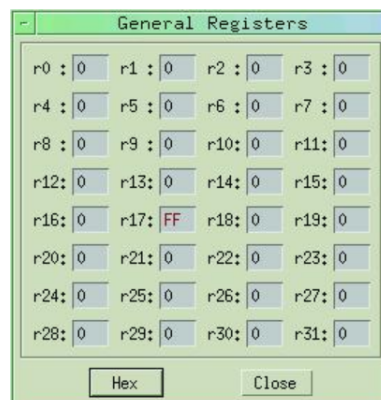 General Registers
r0 : 0 r1 : 0 r2 : 0 r3 : 0
r4 : 0 r5 : 0 r6 : 0 r7 : 0
r8 : 0 r9 : 0 r10: 0 r11: 0
r12: 0 r13: 0 r14: 0 r15: 0
r16: 0 r17: FF r18: 0 r19: 0
r20: 0 r21: 0 r22: 0 r23: 0
r24: 0 r25: 0 r26: 0 r27: 0
r28: 0 r29: 0 r30: 0 r31: 0
Hex Close